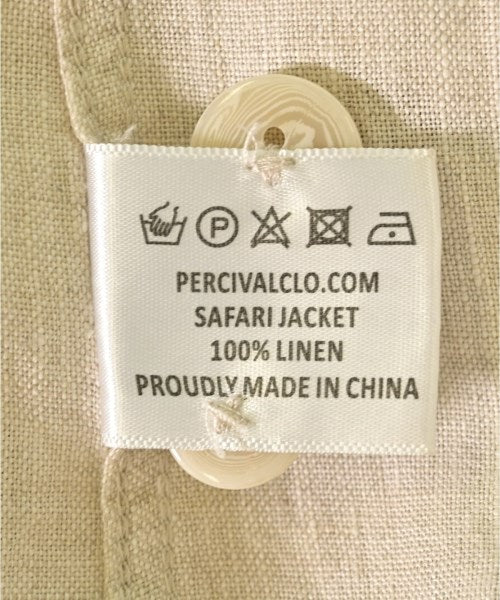 P
PERCIVALCLO.COM
SAFARI JACKET
100% LINEN
PROUDLY MADE IN CHINA